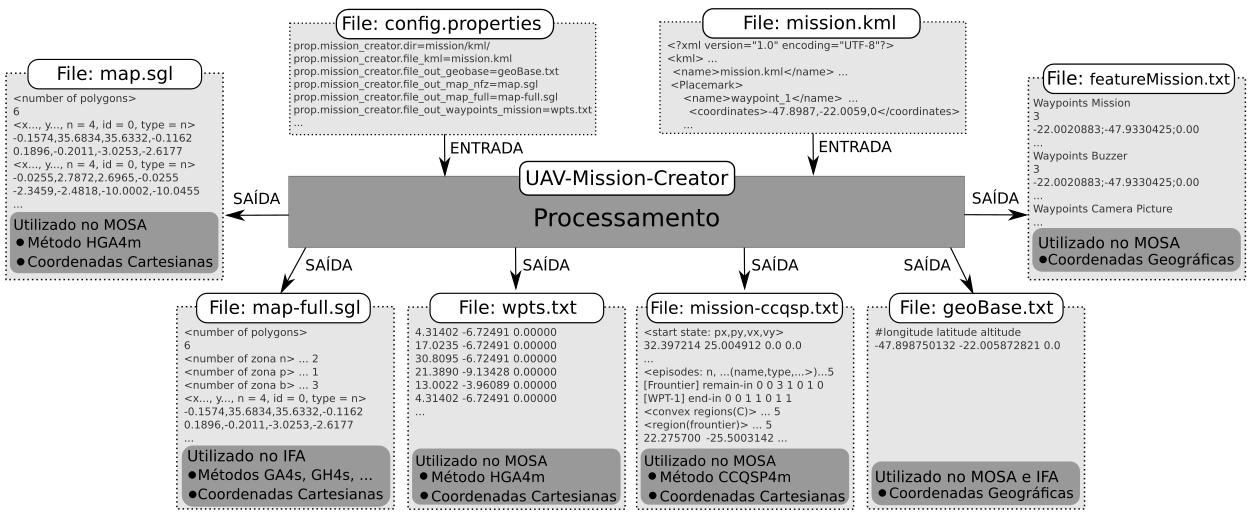 File: config.properties
prop.mission_creator.dir=mission/kml/
prop.mission_creator.file_kml=mission.kml
prop.mission_creator.file_out_geobase=geoBase.txt
prop.mission_creator.file_out_map_nfz=map.sgl
prop.mission_creator.file_out_map_full=map-full.sgl
prop.mission_creator.file_out_waypoints_mission=wpts.txt
...
File: mission.kml
<?xml version="1.0" encoding="UTF-8"?>
<kml> ...
<name>mission.kml</name> ...
<Placemark>
<name>waypoint_1</name> ...
<coordinates>-47.8987,-22.0059,0</coordinates>
...
File: map.sgl
<number of polygons>
6
<x..., y..., n = 4, id = 0, type = n>
-0.1574,35.6834,35.6332,-0.1162
0.1896,-0.2011,-3.0253,-2.6177
<x..., y..., n = 4, id = 0, type = n>
-0.0255,2.7872,2.6965,-0.0255
-2.3459,-2.4818,-10.0002,-10.0455
...
Utilizado no MOSA
● Método HGA4m
● Coordenadas Cartesianas
File: featureMission.txt
Waypoints Mission
3
-22.0020883;-47.9330425;0.00
...
Waypoints Buzzer
3
-22.0020883;-47.9330425;0.00
...
Waypoints Camera Picture
...
Utilizado no MOSA
●Coordenadas Geográficas
ENTRADA
ENTRADA
UAV-Mission-Creator
Processamento
SAÍDA
SAÍDA
SAÍDA
SAÍDA
SAÍDA
SAÍDA
File: map-full.sgl
<number of polygons>
6
<number of zona n> ... 2
<number of zona p> ... 1
<number of zona b> ... 3
<x..., y..., n = 4, id = 0, type = n>
-0.1574,35.6834,35.6332,-0.1162
0.1896,-0.2011,-3.0253,-2.6177
...
Utilizado no IFA
●Métodos GA4s, GH4s, ...
●Coordenadas Cartesianas
File: wpts.txt
4.31402 -6.72491 0.00000
17.0235 -6.72491 0.00000
30.8095 -6.72491 0.00000
21.3890 -9.13428 0.00000
13.0022 -3.96089 0.00000
4.31402 -6.72491 0.00000
...
Utilizado no MOSA
● Método HGA4m
● Coordenadas Cartesianas
File: mission-ccqsp.txt
<start state: px,py,vx,vy>
32.397214 25.004912 0.0 0.0
...
<episodes: n, ...(name,type,...>)...5
[Frountier] remain-in 0 0 3 1 0 1 0
[WPT-1] end-in 0 0 1 1 0 1 1
<convex regions(C)> ... 5
<region(frountier)> ... 5
22.275700 -25.5003142 ...
Utilizado no MOSA
● Método CCQSP4m
● Coordenadas Cartesianas
File: geoBase.txt
#longitude latitude altitude
-47.898750132 -22.005872821 0.0
Utilizado no MOSA e IFA
● Coordenadas Geográficas